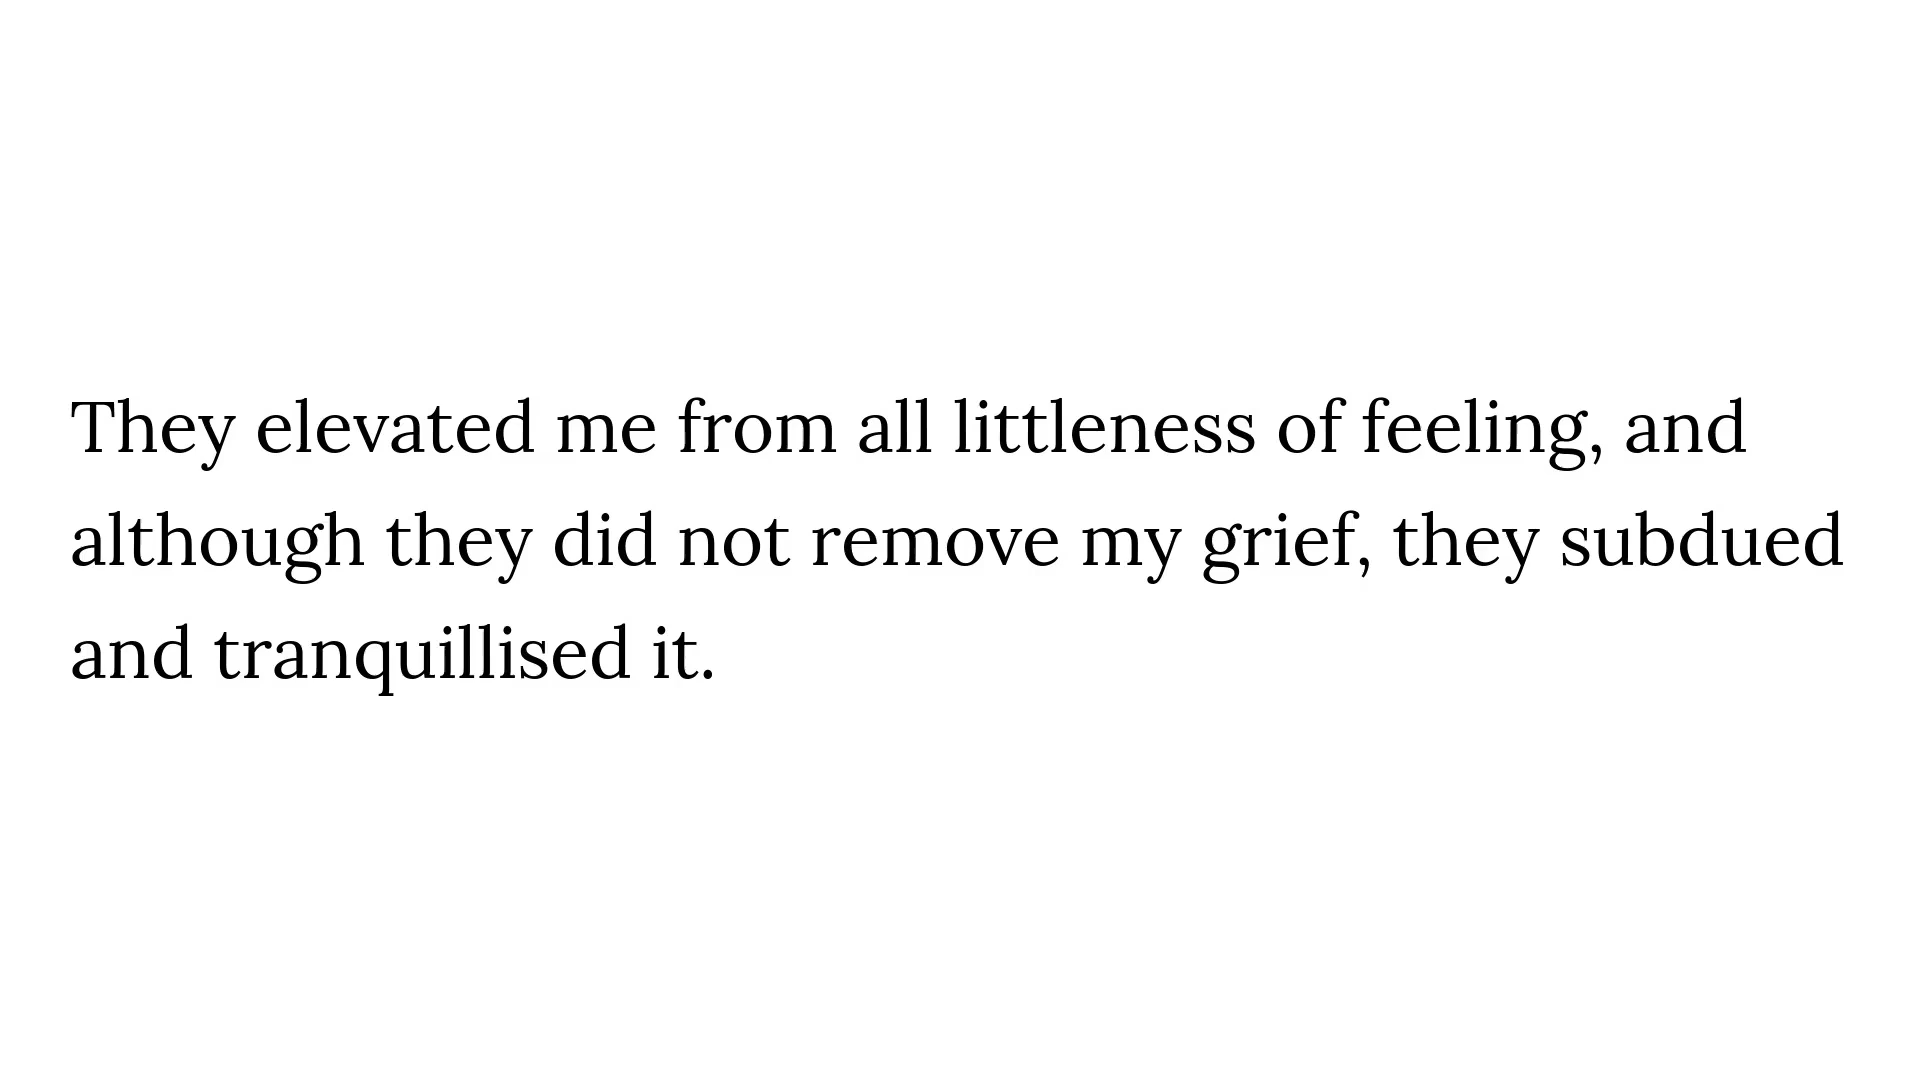 They elevated me from all littleness of feeling, and
although they did not remove my grief, they subdued
and tranquillised it.